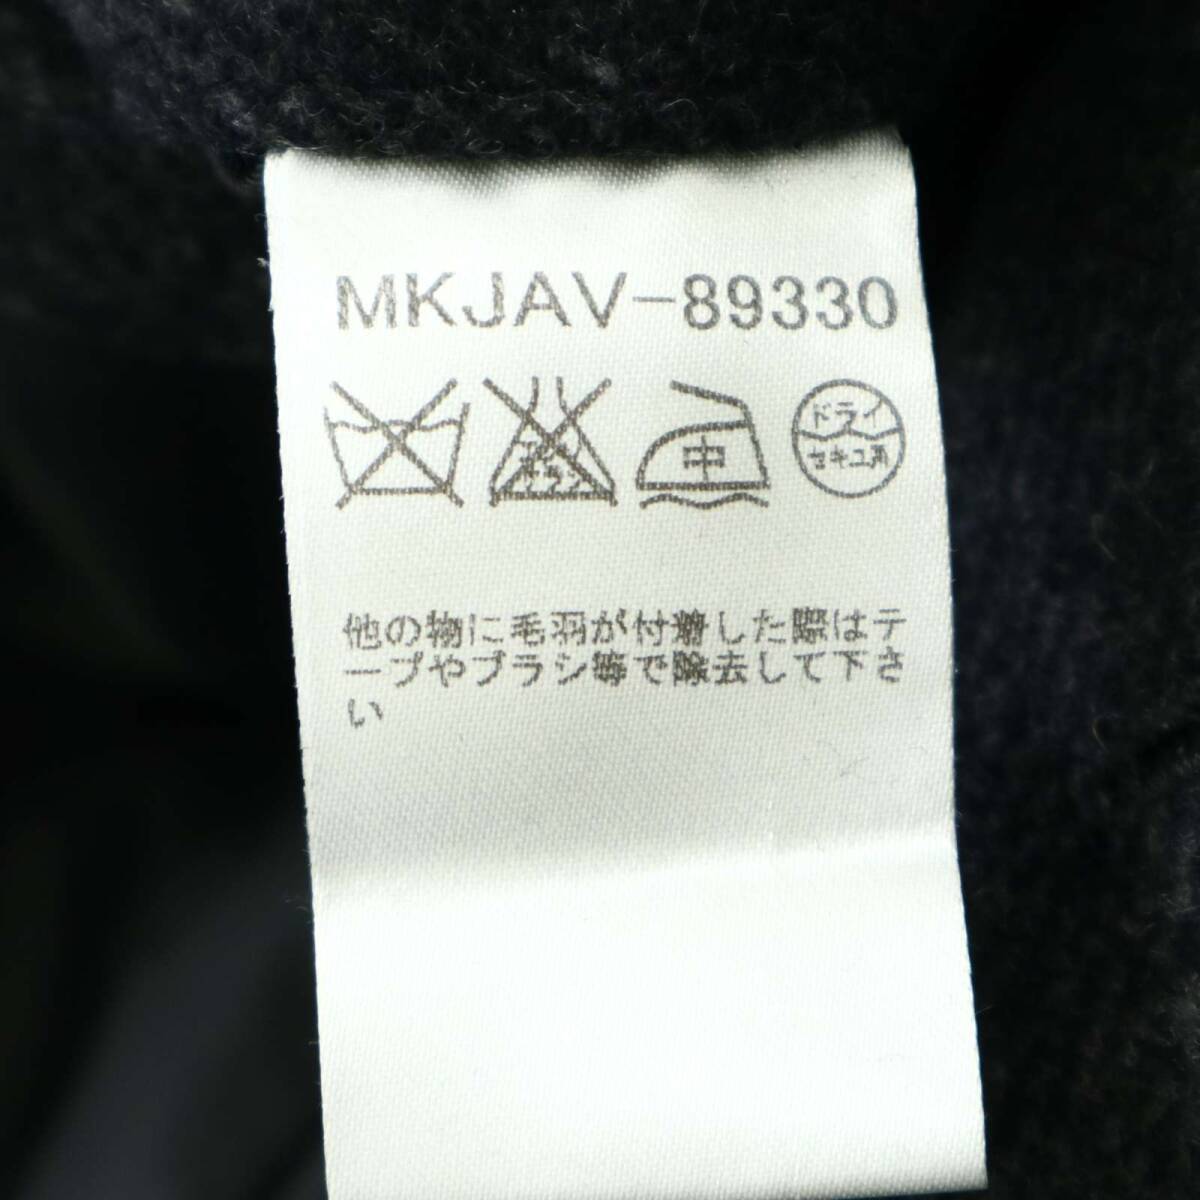 MKJAV-89330
中
ドライ
セキユ系
他の物に毛羽が付着した際はテ
ープやブラシ等で除去して下さ
い